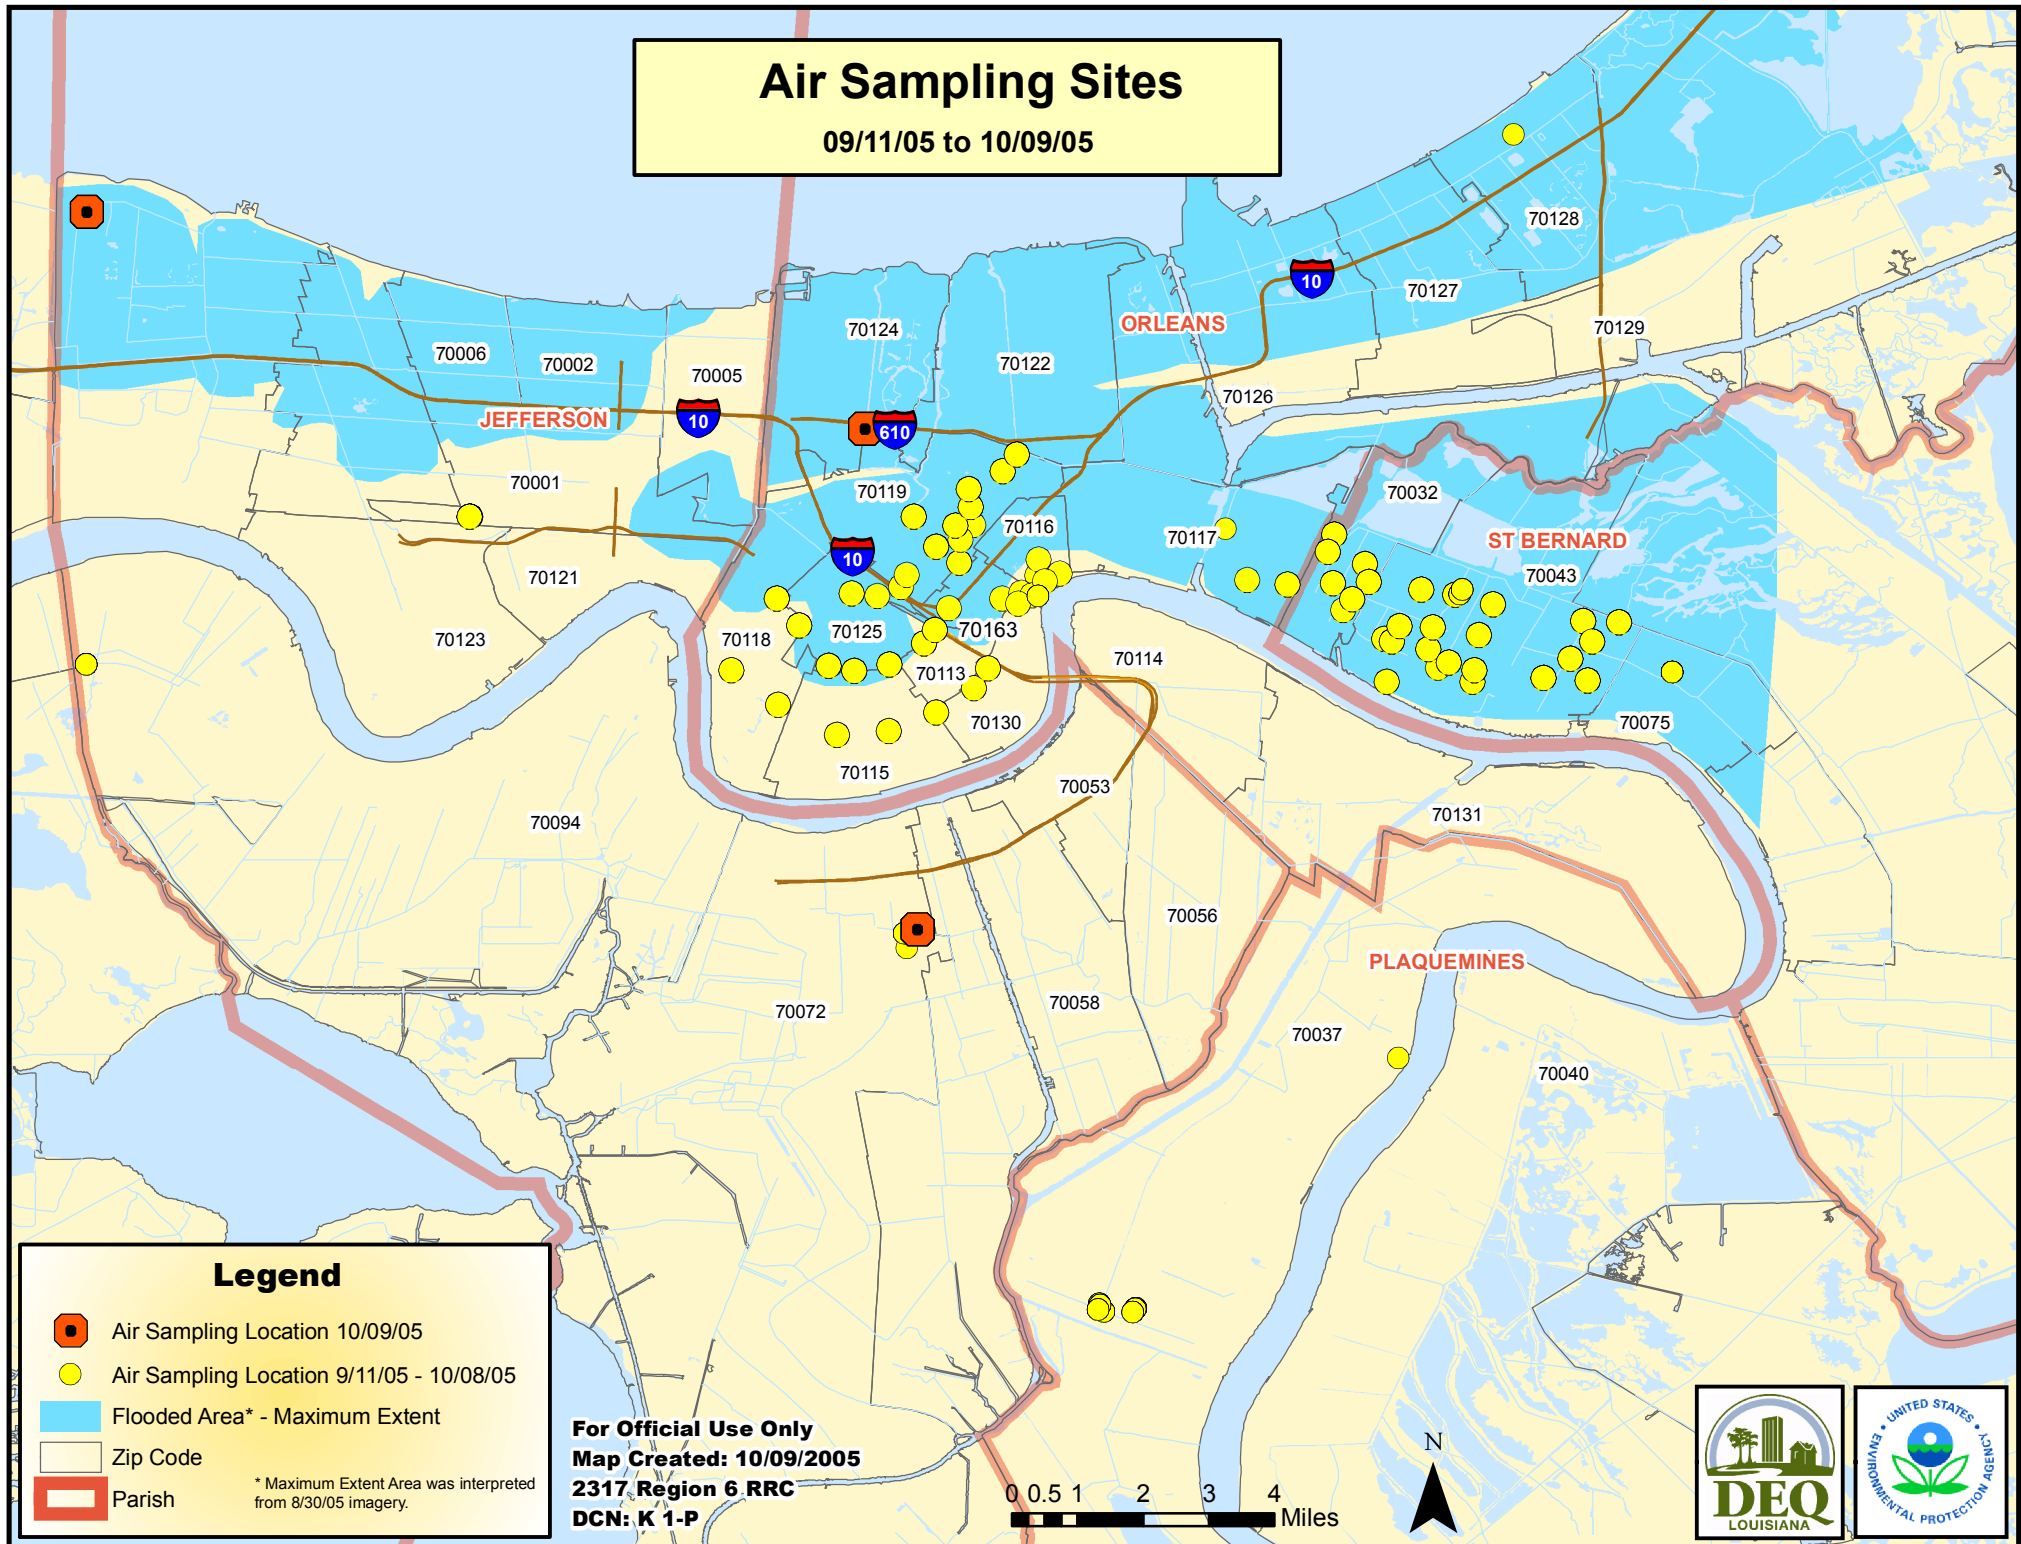 Air Sampling Sites
09/11/05 to 10/09/05
70128
10
70127
ORLEANS
70124
70129
70006
70002
70122
70005
70126
JEFFERSON
10
610
70001
70119
70032
70116
70117
ST BERNARD
10
70043
70121
70123
70118
70125
70163
70114
70113
70130
70075
70115
70053
70131
70094
70056
PLAQUEMINES
70072
70058
70037
70040
Legend
Air Sampling Location 10/09/05
Air Sampling Location 9/11/05 - 10/08/05
Flooded Area* - Maximum Extent
Zip Code
Parish
* Maximum Extent Area was interpreted
from 8/30/05 imagery.
For Official Use Only
Map Created: 10/09/2005
2317 Region 6 RRC
DCN: K 1-P
0 0.5 1 2 3 4
Miles
N
DEQ
LOUISIANA
UNITED STATES
ENVIRONMENTAL PROTECTION AGENCY